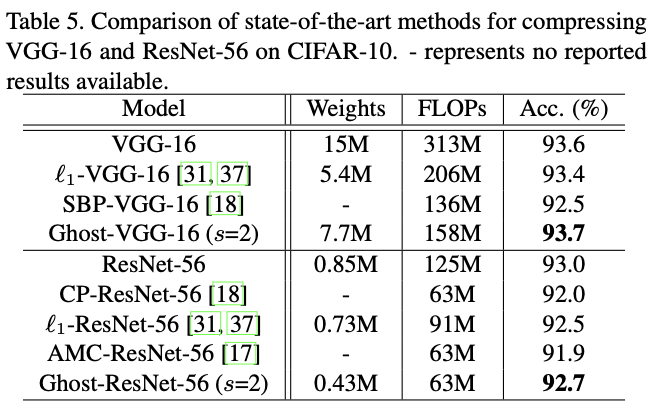 Table 5. Comparison of state-of-the-art methods for compressing
VGG-16 and ResNet-56 on CIFAR-10. - represents no reported
results available.
Model Weights FLOPs Acc. (%)
VGG-16 15M 313M 93.6
ℓ1-VGG-16 [31, 37] 5.4M 206M 93.4
SBP-VGG-16 [18] - 136M 92.5
Ghost-VGG-16 (s=2) 7.7M 158M 93.7
ResNet-56 0.85M 125M 93.0
CP-ResNet-56 [18] - 63M 92.0
ℓ1-ResNet-56 [31, 37] 0.73M 91M 92.5
AMC-ResNet-56 [17] - 63M 91.9
Ghost-ResNet-56 (s=2) 0.43M 63M 92.7